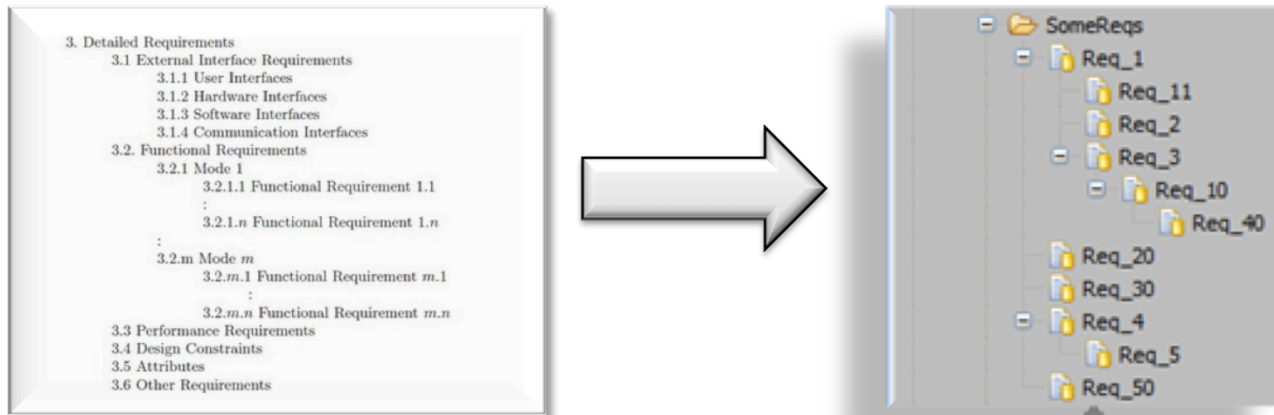 3. Detailed Requirements
3.1 External Interface Requirements
3.1.1 User Interfaces
3.1.2 Hardware Interfaces
3.1.3 Software Interfaces
3.1.4 Communication Interfaces
3.2. Functional Requirements
3.2.1 Mode 1
3.2.1.1 Functional Requirement 1.1
:
3.2.1.n Functional Requirement 1.n
:
3.2.m Mode m
3.2.m.1 Functional Requirement m.1
:
3.2.m.n Functional Requirement m.n
3.3 Performance Requirements
3.4 Design Constraints
3.5 Attributes
3.6 Other Requirements
SomeReqs
Req_1
Req_11
Req_2
Req_3
Req_10
Req_40
Req_20
Req_30
Req_4
Req_5
Req_50